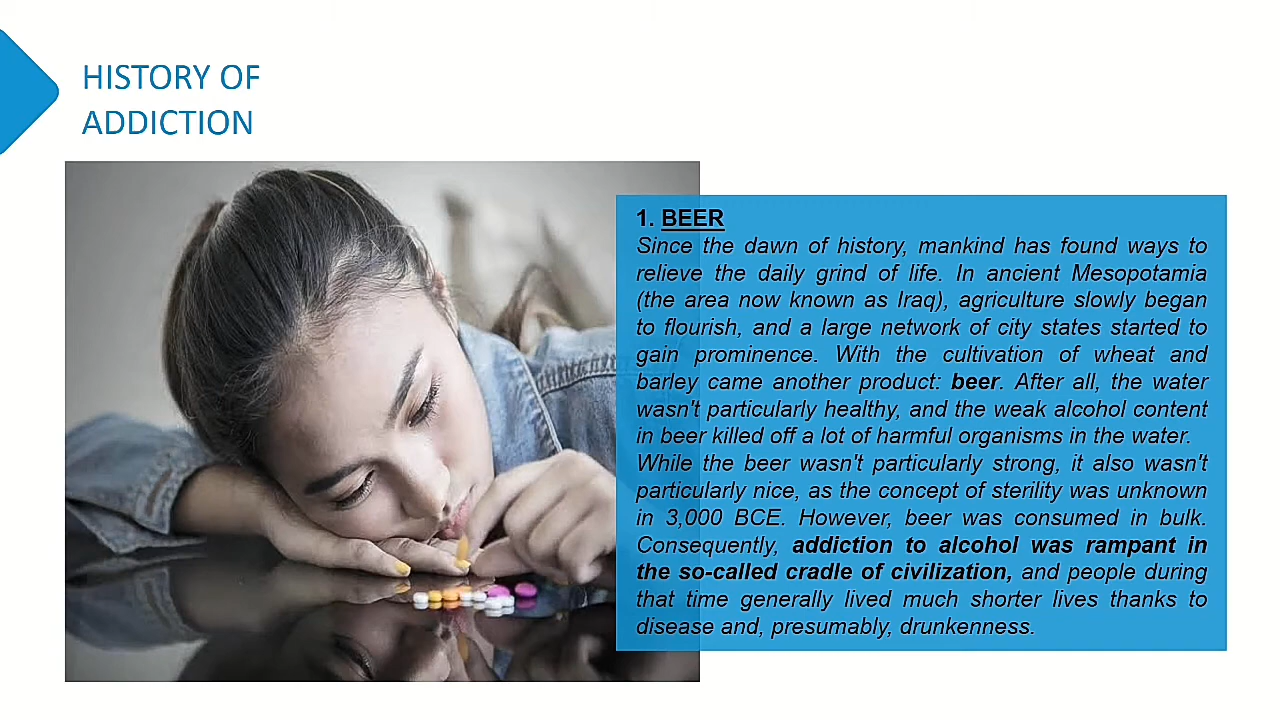 HISTORY OF
ADDICTION
1. BEER
Since the dawn of history, mankind has found ways to
relieve the daily grind of life. In ancient Mesopotamia
(the area now known as Iraq), agriculture slowly began
to flourish, and a large network of city states started to
gain prominence. With the cultivation of wheat and
barley came another product: beer. After all, the water
wasn't particularly healthy, and the weak alcohol content
in beer killed off a lot of harmful organisms in the water.
While the beer wasn't particularly strong, it also wasn't
particularly nice, as the concept of sterility was unknown
in 3,000 BCE. However, beer was consumed in bulk.
Consequently, addiction to alcohol was rampant in
the so-called cradle of civilization, and people during
that time generally lived much shorter lives thanks to
disease and, presumably, drunkenness.